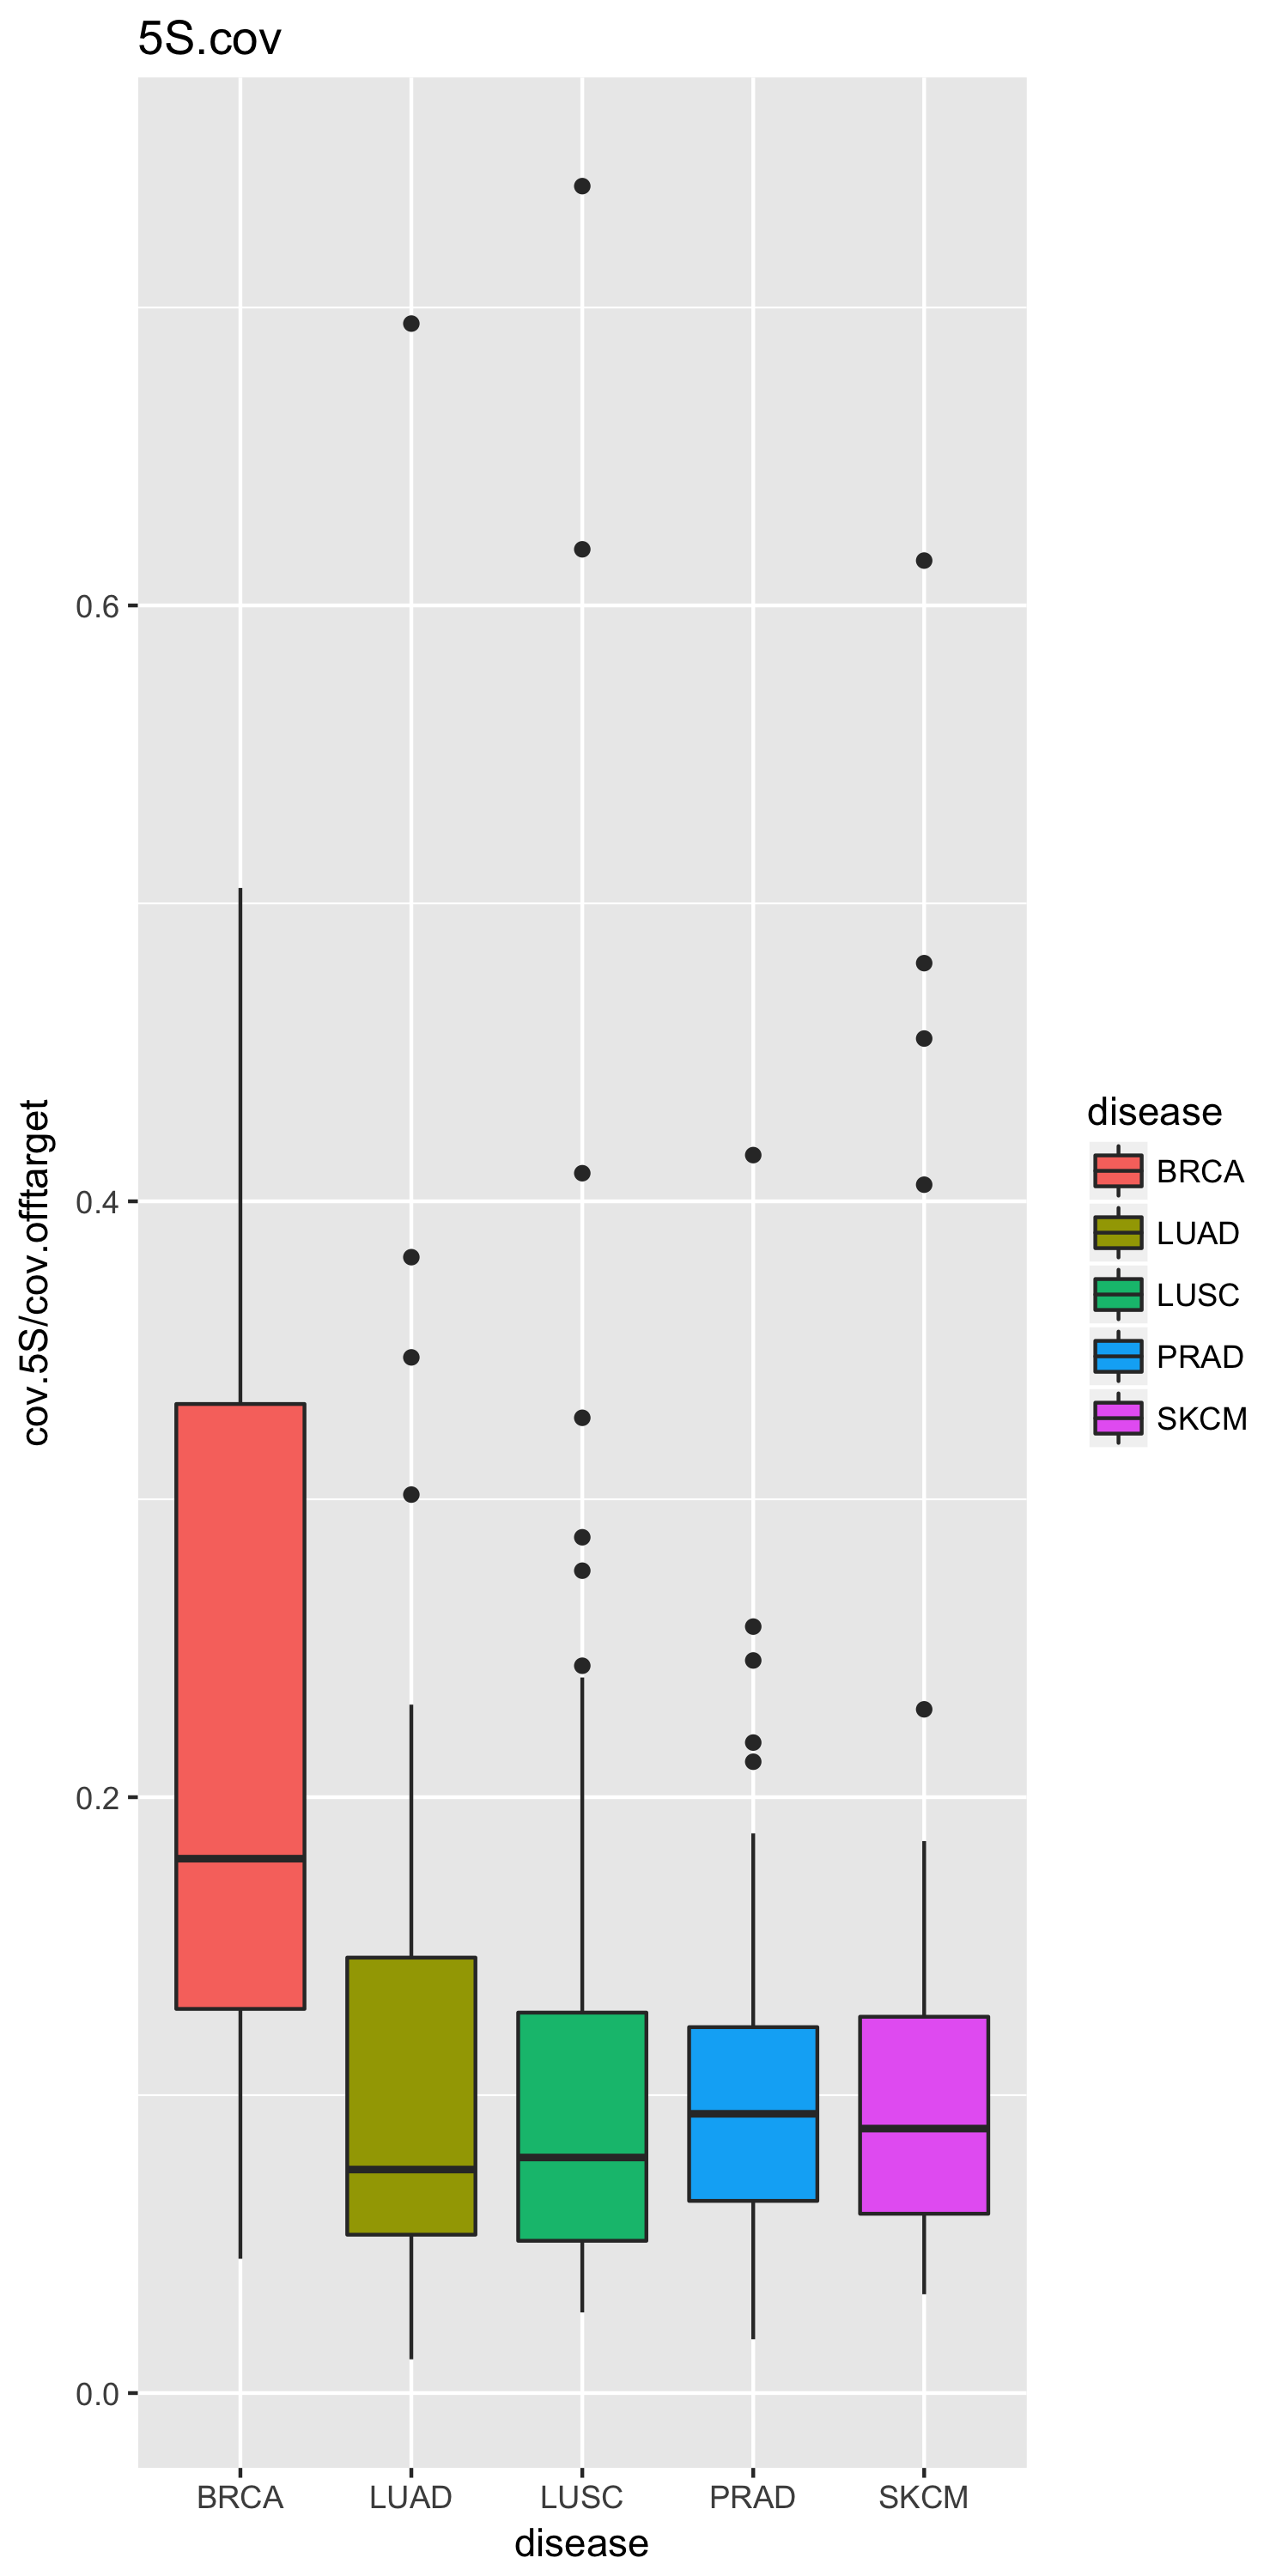 5S.cov
cov.5S/cov.offtarget
0.6
0.4
0.2
0.0
BRCA LUAD LUSC PRAD SKCM
disease
disease
BRCA
LUAD
LUSC
PRAD
SKCM